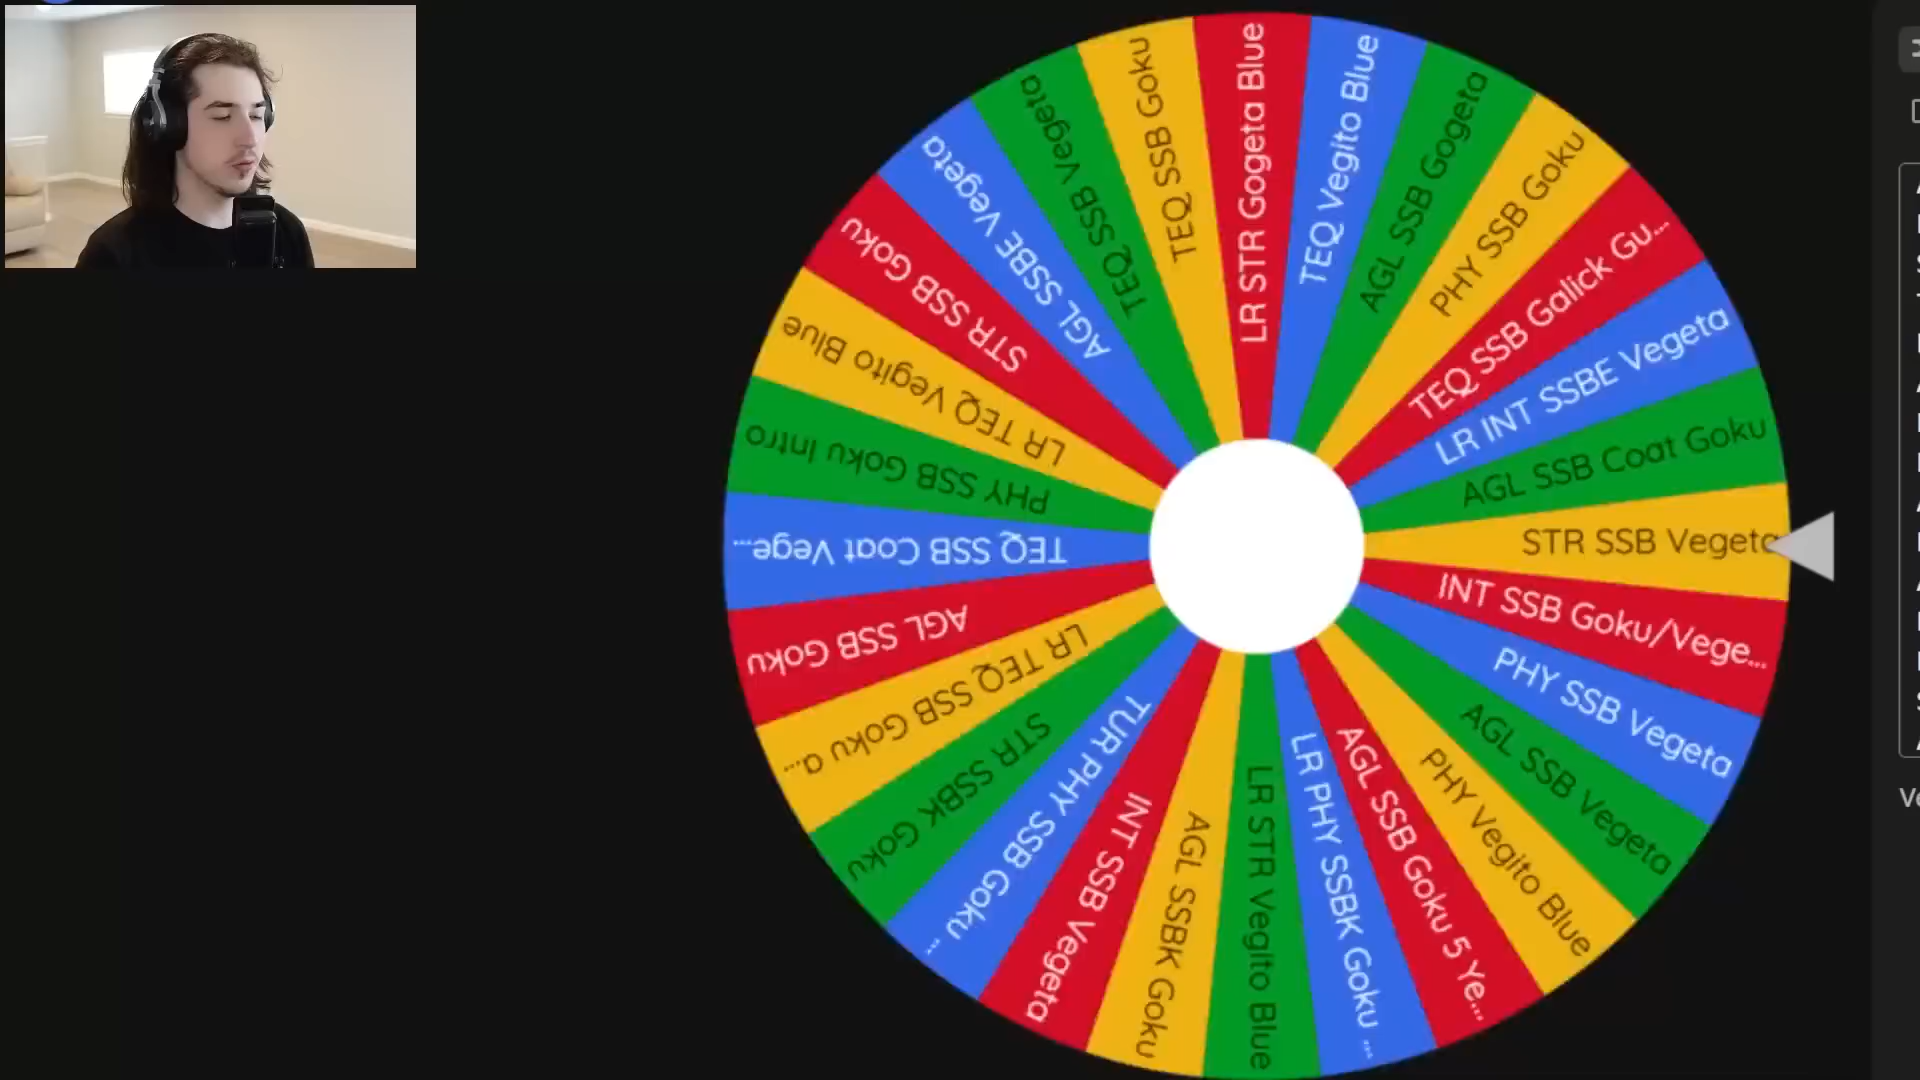 LR STR Gogeta Blue
TEQ Vegito Blue
AGL SSB Gogeta
PHY SSB Goku
TEQ SSB Galick Gu...
LR INT SSBE Vegeta
AGL SSB Coat Goku
STR SSB Vegeta
INT SSB Goku/Vege...
PHY SSB Vegeta
AGL SSB Vegeta
PHY Vegito Blue
AGL SSB Goku 5 Ye...
LR PHY SSBK Goku ...
LR STR Vegito Blue
AGL SSBK Goku
INT SSB Vegeta
TUR PHY SSB Goku ...
STR SSBK Goku
LR TEQ SSB Goku a...
AGL SSB Goku
TEQ SSB Coat Vege...
PHY SSB Goku Intro
LR TEQ Vegito Blue
STR SSB Goku
AGL SSBE Vegeta
TEQ SSB Vegeta
TEQ SSB Goku